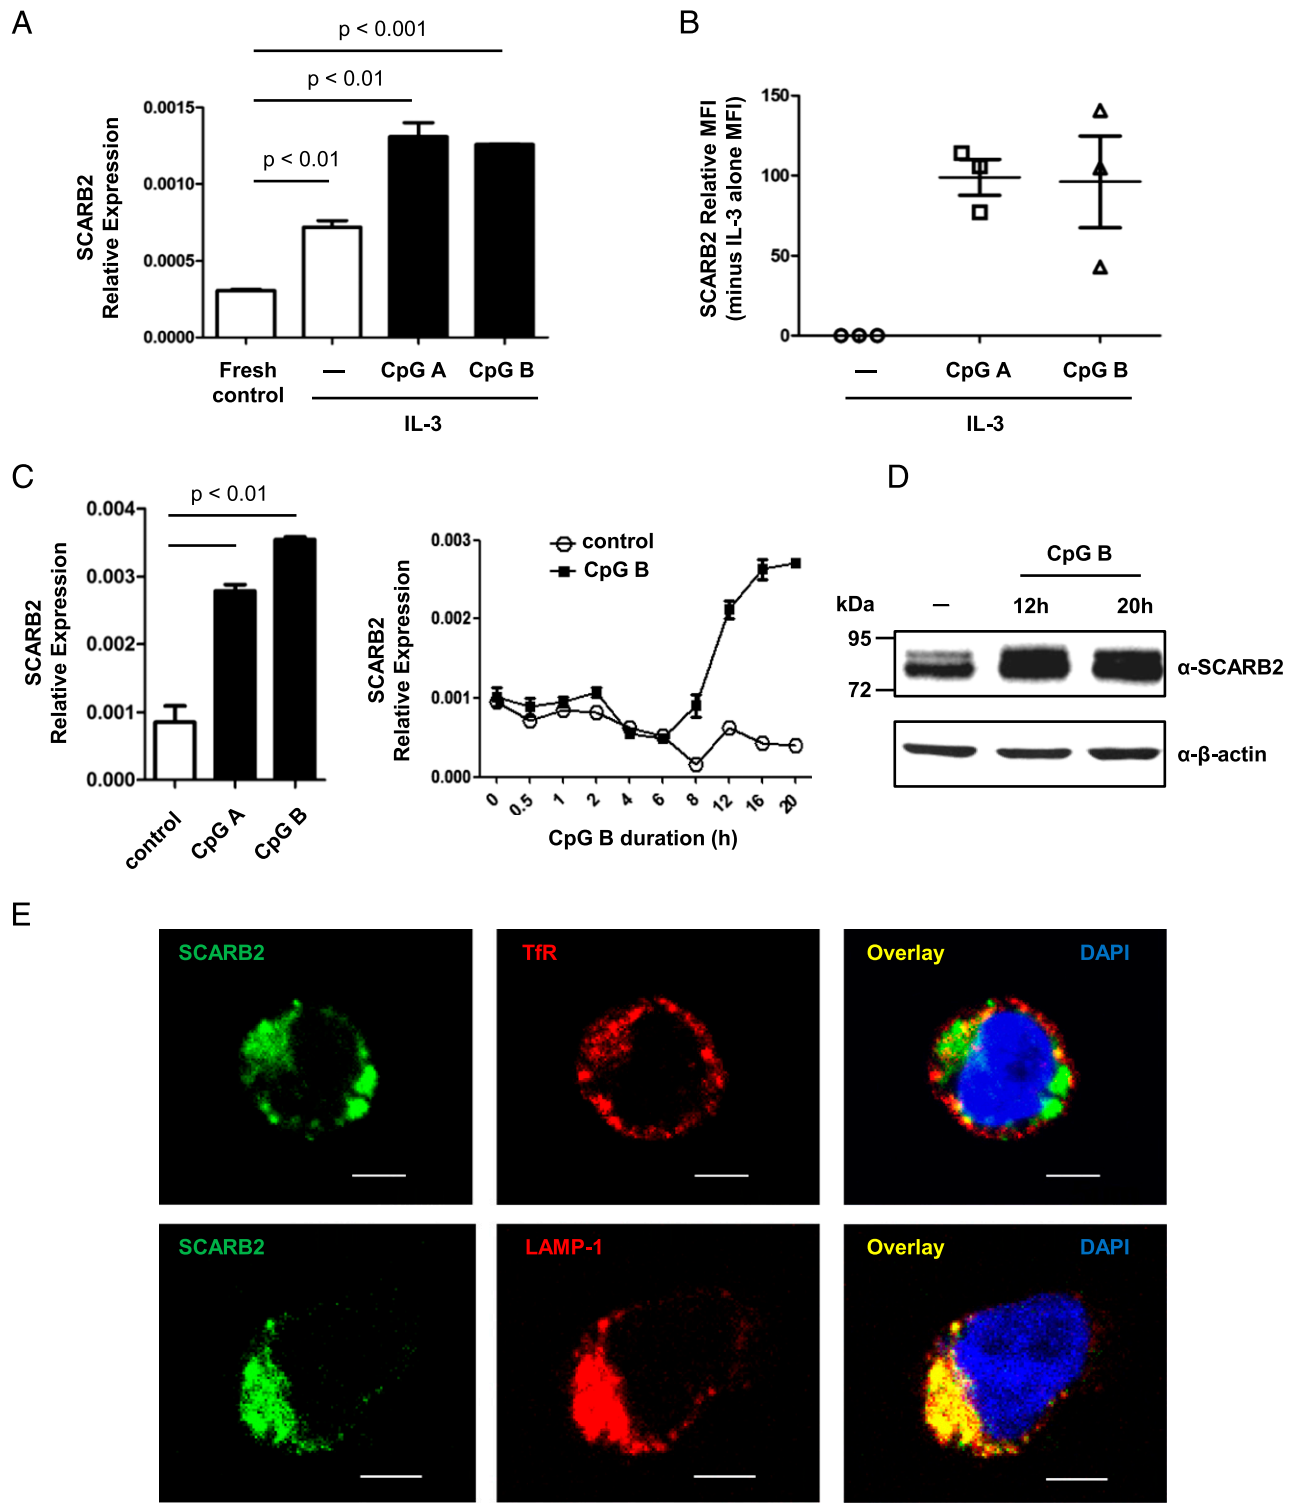 A
p < 0.001
p < 0.01
p < 0.01
SCARB2
Relative Expression
0.0015
0.0010
0.0005
0.0000
Fresh
control
—
CpG A
CpG B
IL-3
B
SCARB2 Relative MFI
(minus IL-3 alone MFI)
150
100
50
0
—
CpG A
CpG B
IL-3
C
p < 0.01
SCARB2
Relative Expression
0.004
0.003
0.002
0.001
0.000
control
CpG A
CpG B
SCARB2
Relative Expression
0.003
0.002
0.001
0.000
control
CpG B
0 0.5 1 2 4 6 8 12 16 20
CpG B duration (h)
D
CpG B
kDa — 12h 20h
95
72
α-SCARB2
α-β-actin
E
SCARB2 TfR Overlay DAPI
SCARB2 LAMP-1 Overlay DAPI